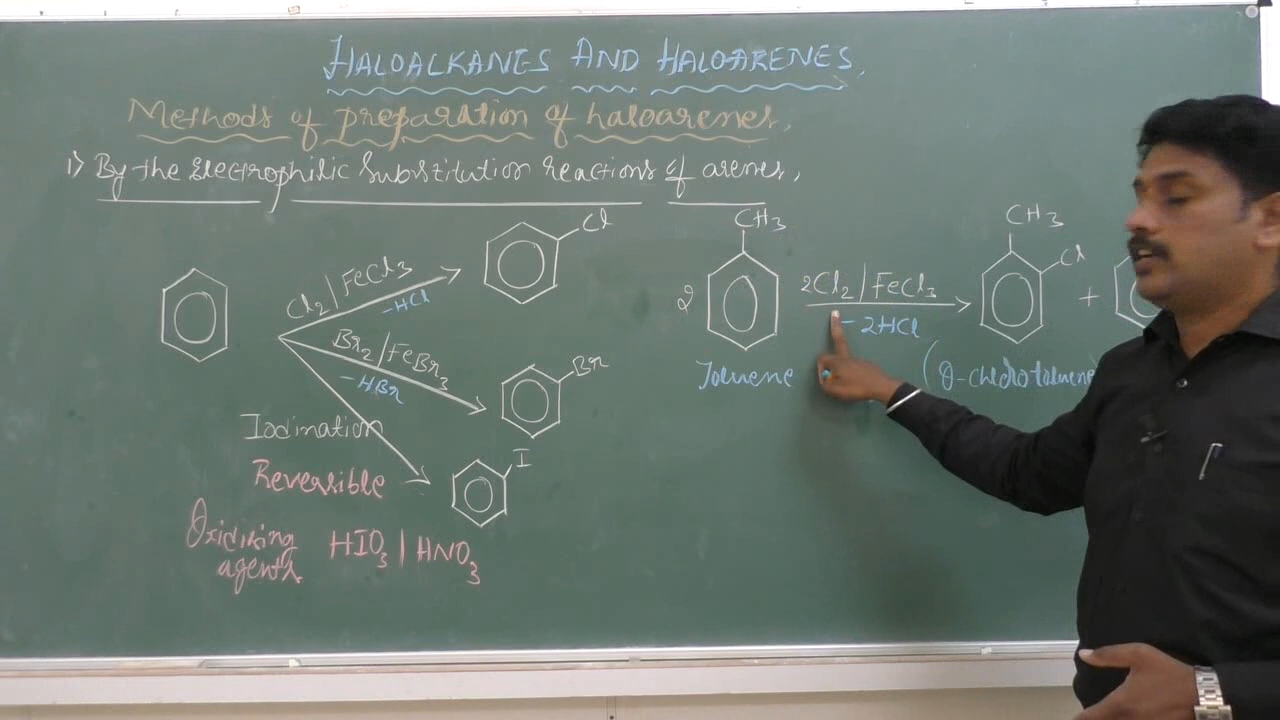 HALOALKANES AND HALOARENES.
Methods of preparation of haloarenes.
1) By the electrophilic substitution reactions of arenes.
Cl2/FeCl3
-HCl
Cl
Br2/FeBr3
-HBr
Br
Iodination
I
Reversible
Oxidising agents HIO3 / HNO3
CH3
2
2Cl2/FeCl3
-2HCl
Toluene
CH3
Cl
+
(O-chlorotoluene)